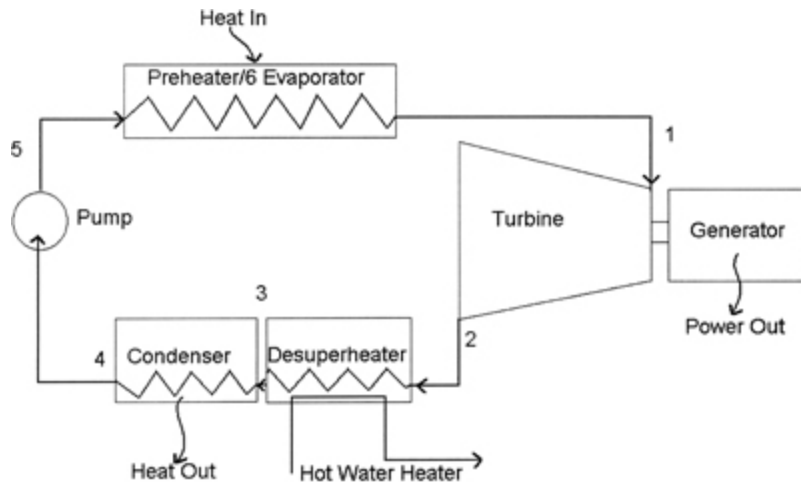 Heat In
Preheater/6 Evaporator
5
1
Pump
Turbine
Generator
3
2
Power Out
4
Condenser
Desuperheater
Heat Out
Hot Water Heater